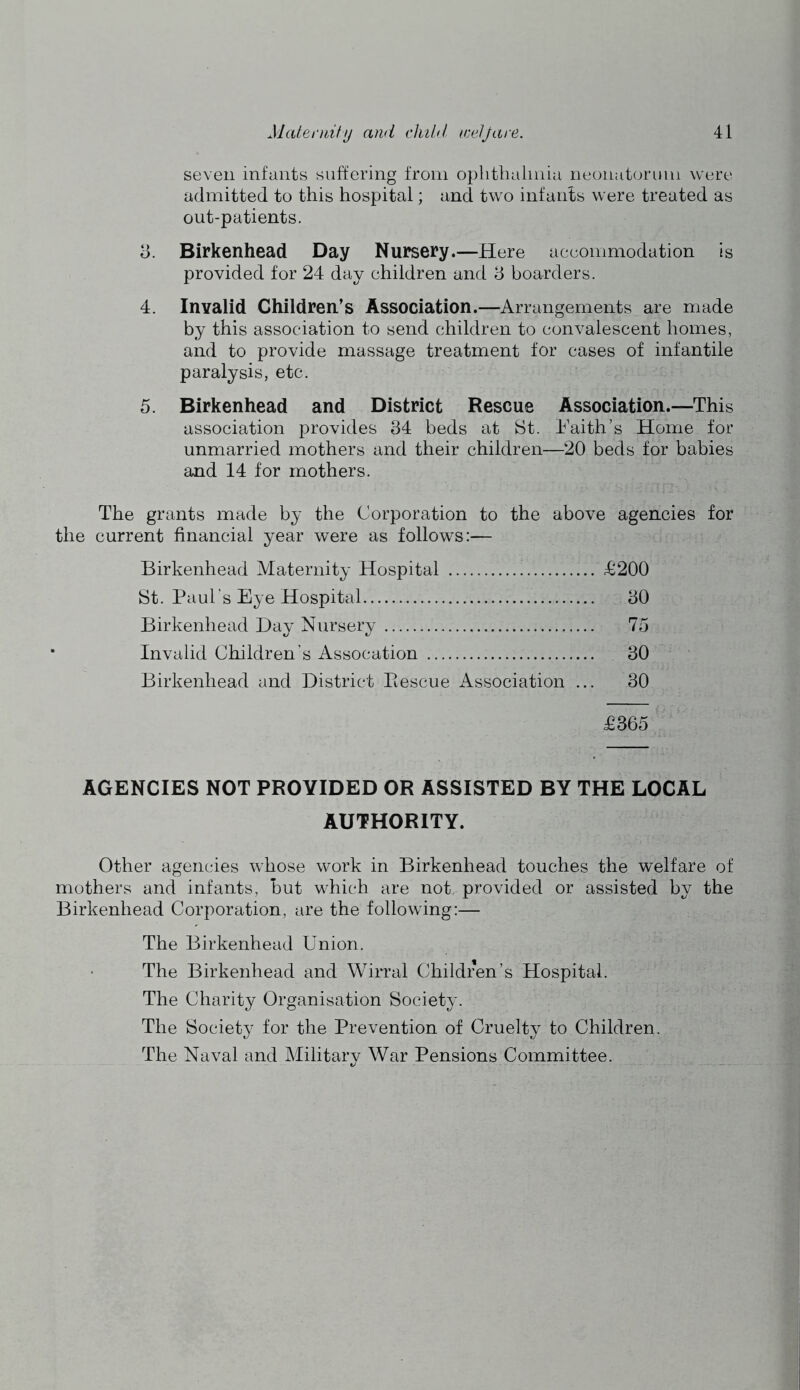 Maternity and child welfare. 41
seven infants suffering from ophthalmia neonatorum were
admitted to this hospital; and two infants were treated as
out-patients.
3. Birkenhead Day Nursery.—Here accommodation is
provided for 24 day children and 3 boarders.
4. Invalid Children's Association.—Arrangements are made
by this association to send children to convalescent homes,
and to provide massage treatment for cases of infantile
paralysis, etc.
5. Birkenhead and District Rescue Association.—This
association provides 34 beds at St. Faith's Home for
unmarried mothers and their children—20 beds for babies
and 14 for mothers.
The grants made by the Corporation to the above agencies for
the current financial year were as follows:—
Birkenhead Maternity Hospital ........................ £200
St. Paul's Eye Hospital...................................... 30
Birkenhead Day Nursery .................................. 75
Invalid Children's Assocation ........................... 30
Birkenhead and District Rescue Association ... 30
£365
AGENCIES NOT PROVIDED OR ASSISTED BY THE LOCAL
AUTHORITY.
Other agencies whose work in Birkenhead touches the welfare of
mothers and infants, but which are not provided or assisted by the
Birkenhead Corporation, are the following:—
The Birkenhead Union.
The Birkenhead and Wirral Children's Hospital.
The Charity Organisation Society.
The Society for the Prevention of Cruelty to Children.
The Naval and Military War Pensions Committee.